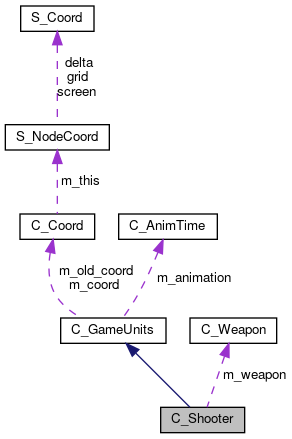 S_Coord
delta
grid
screen
S_NodeCoord
m_this
C_Coord
C_AnimTime
m_old_coord
m_coord
m_animation
C_GameUnits
C_Weapon
m_weapon
C_Shooter